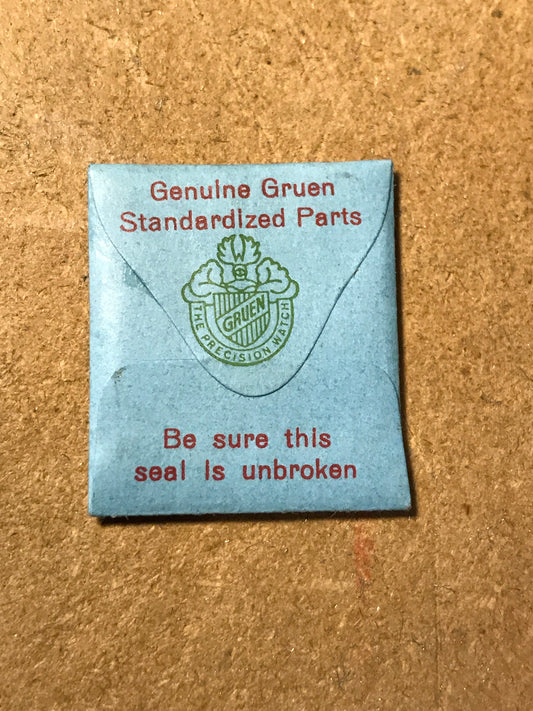 Genuine Gruen
Standardized Parts
GRUEN
THE PRECISION WATCH
Be sure this
seal is unbroken